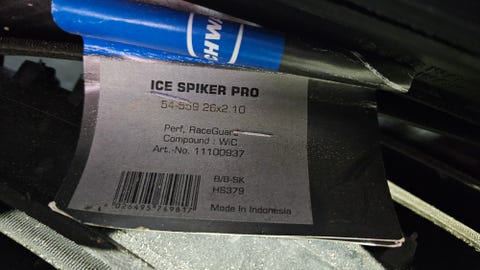 ICE SPIKER PRO
54-559 26x2.10
Perf, RaceGuard
Compound : WiC
Art.-No. 11100937
B/B-SK
HS379
Made in Indonesia